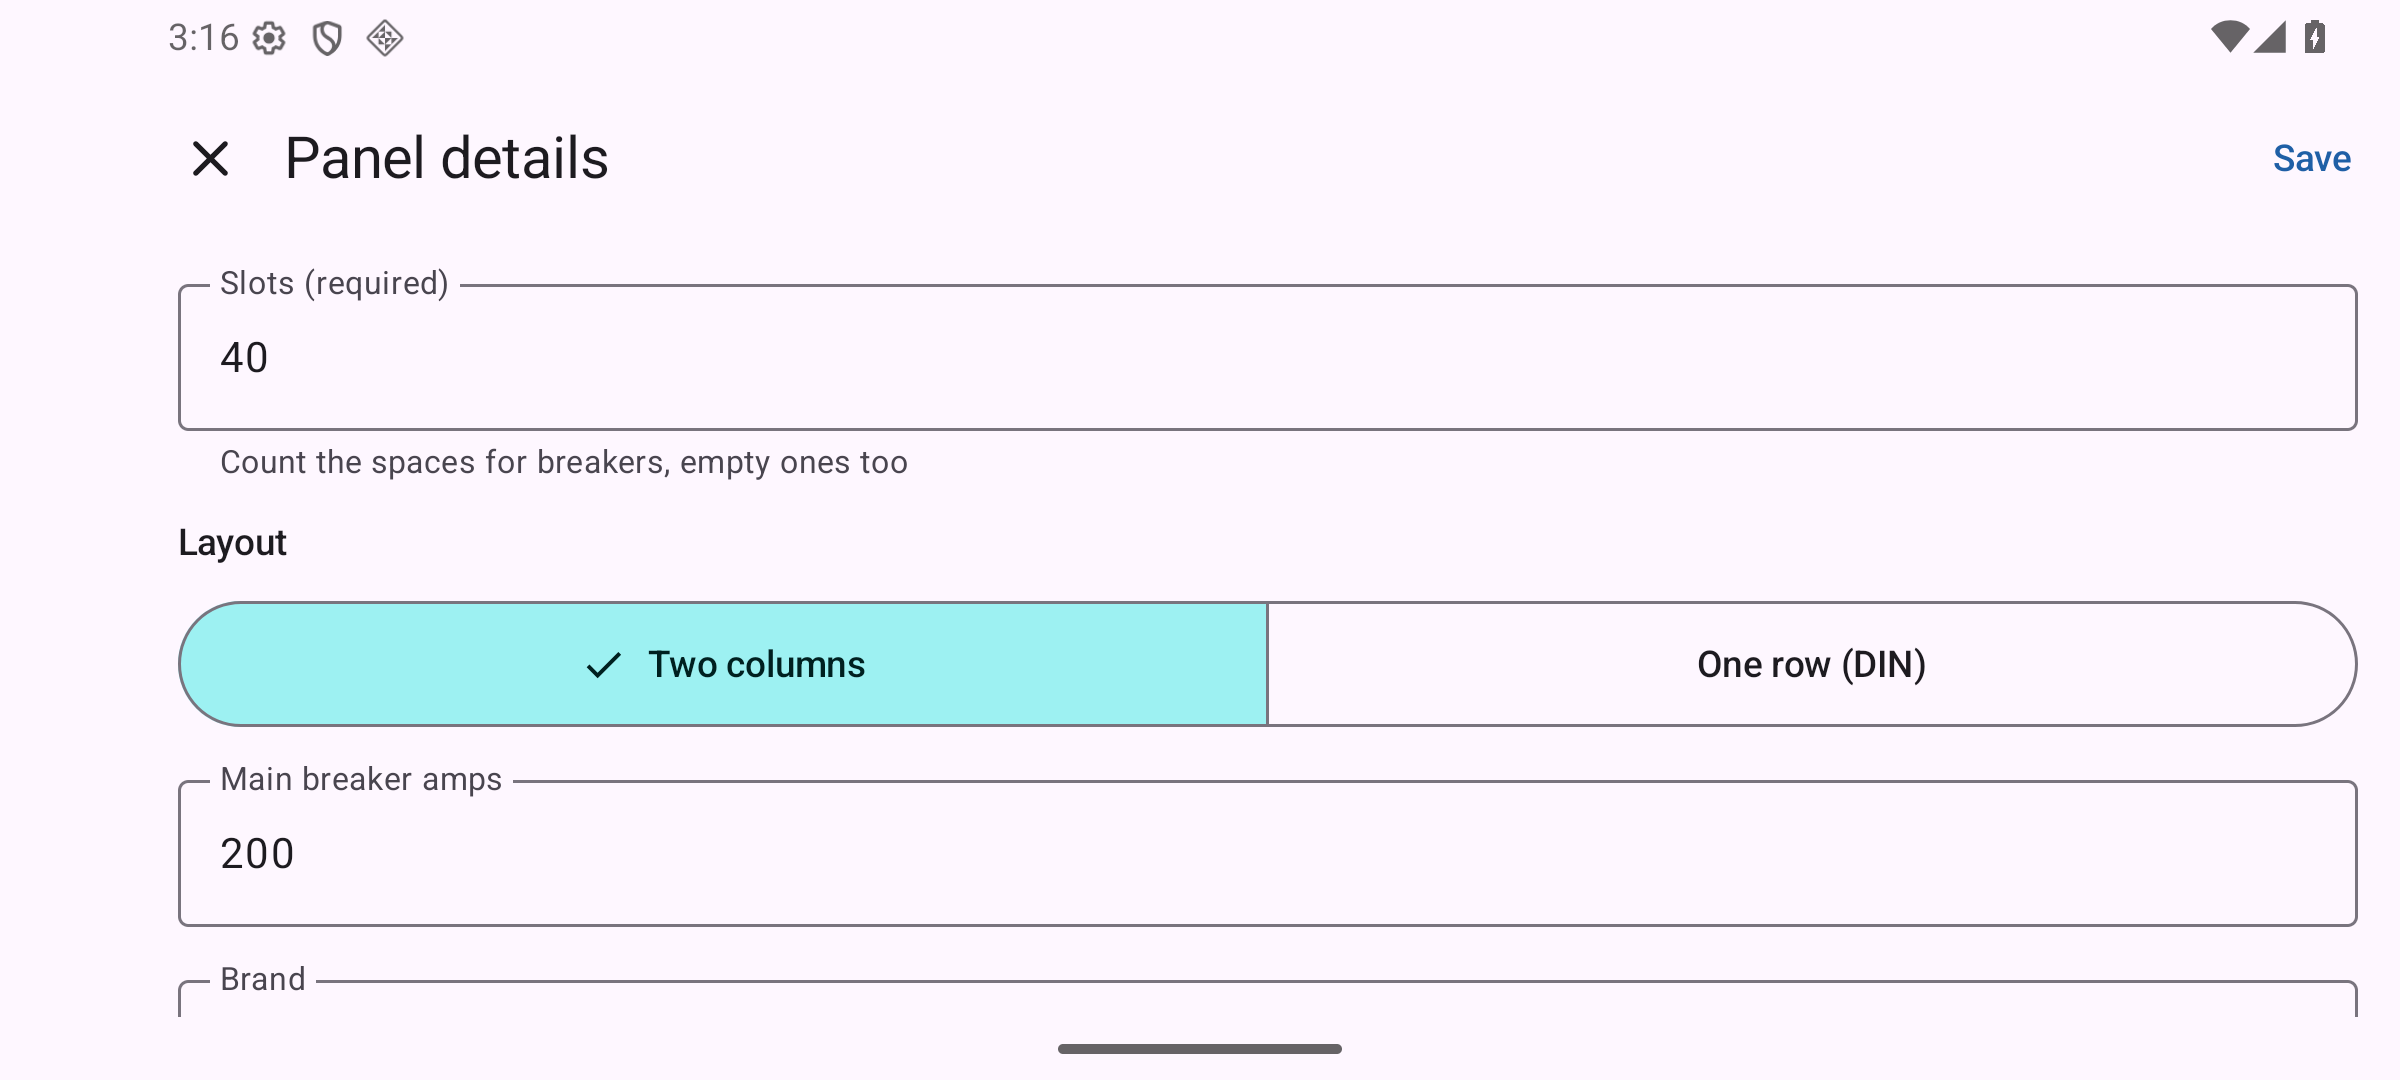 3:16
Panel details
Save
Slots (required)
40
Count the spaces for breakers, empty ones too
Layout
Two columns
One row (DIN)
Main breaker amps
200
Brand